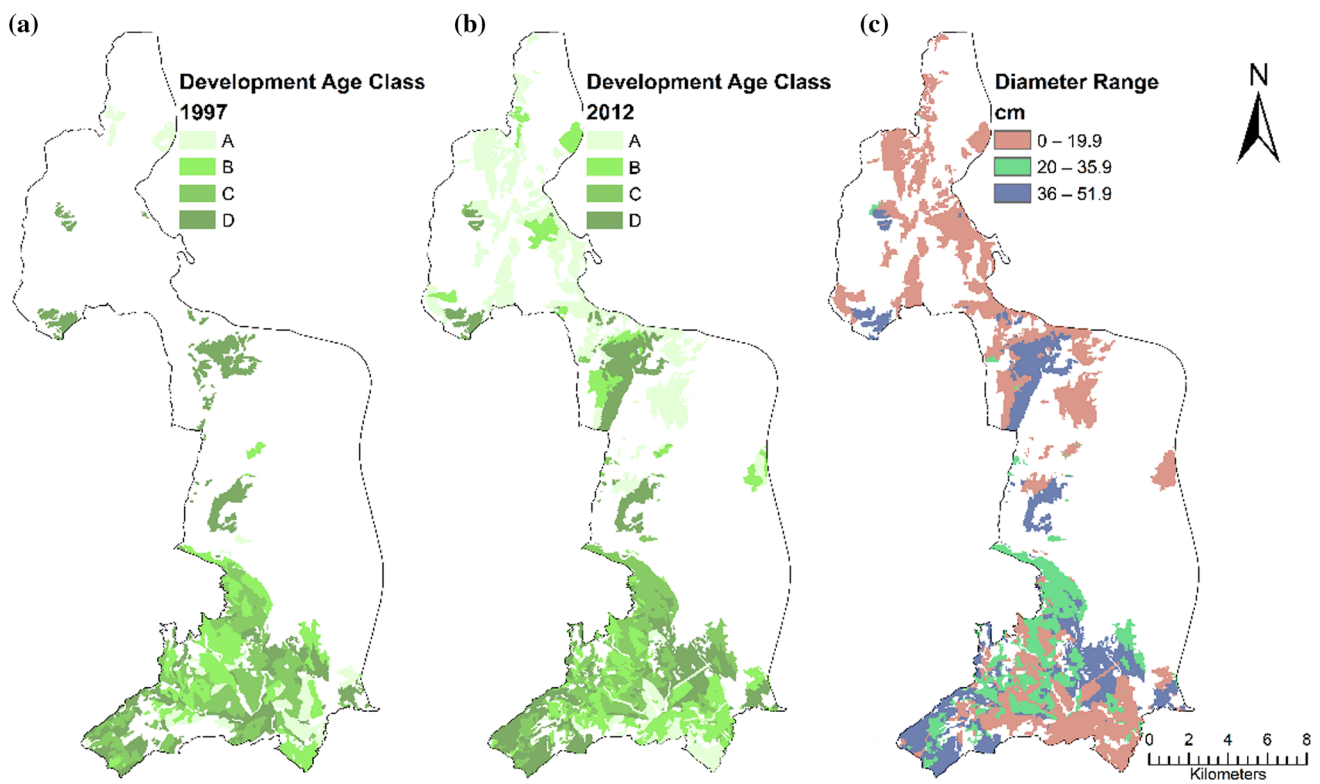 (a)
Development Age Class
1997
A
B
C
D
(b)
Development Age Class
2012
A
B
C
D
(c)
Diameter Range
cm
0 – 19.9
20 – 35.9
36 – 51.9
N
0 2 4 6 8
Kilometers